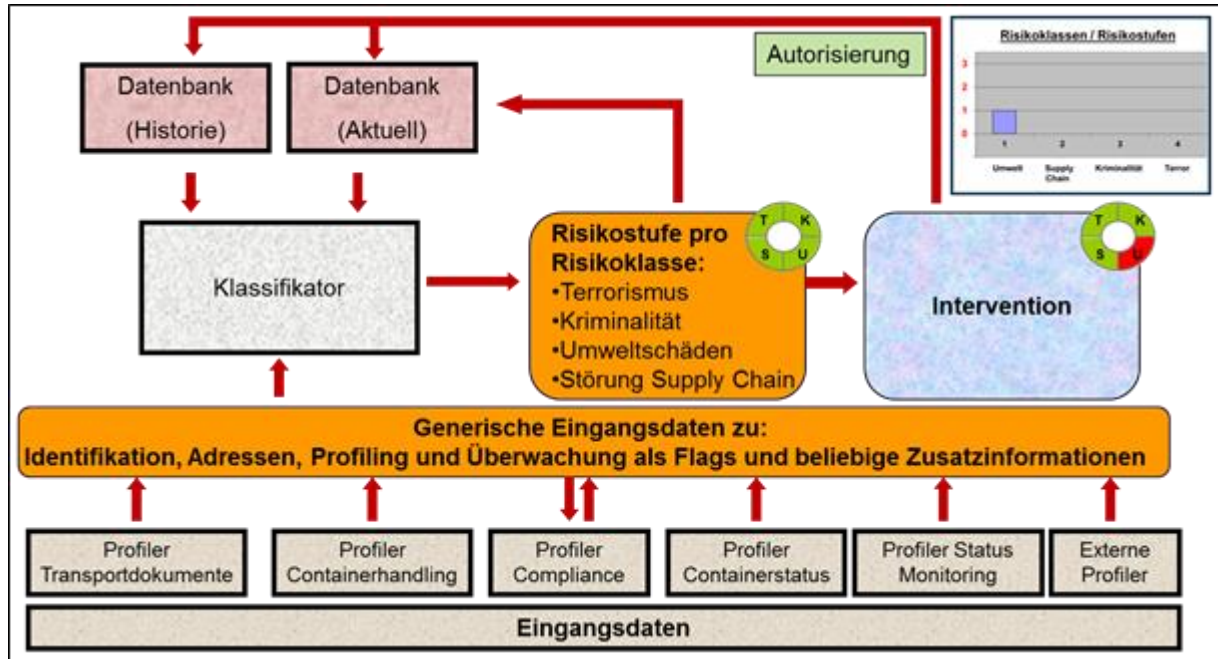 Autorisierung
Risikoklassen / Risikostufen
3
2
1
0
1 2 3 4
Umwelt Supply Chain Kriminalität Terror
Datenbank
(Historie)
Datenbank
(Aktuell)
Klassifikator
Risikostufe pro
Risikoklasse:
•Terrorismus
•Kriminalität
•Umweltschäden
•Störung Supply Chain
T K
S U
Intervention
T K
S U
Generische Eingangsdaten zu:
Identifikation, Adressen, Profiling und Überwachung als Flags und beliebige Zusatzinformationen
Profiler
Transportdokumente
Profiler
Containerhandling
Profiler
Compliance
Profiler
Containerstatus
Profiler Status
Monitoring
Externe
Profiler
Eingangsdaten